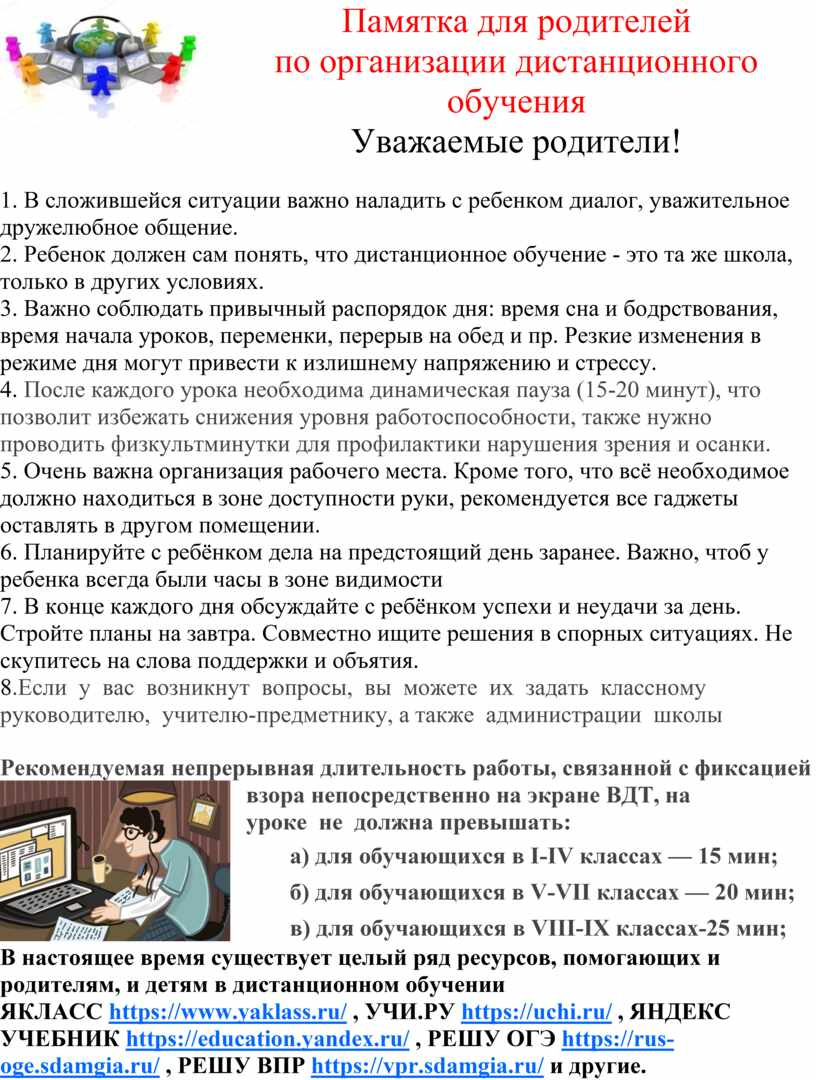 Памятка для родителей
по организации дистанционного
обучения
Уважаемые родители!
1. В сложившейся ситуации важно наладить с ребенком диалог, уважительное
дружелюбное общение.
2. Ребенок должен сам понять, что дистанционное обучение - это та же школа,
только в других условиях.
3. Важно соблюдать привычный распорядок дня: время сна и бодрствования,
время начала уроков, переменки, перерыв на обед и пр. Резкие изменения в
режиме дня могут привести к излишнему напряжению и стрессу.
4. После каждого урока необходима динамическая пауза (15-20 минут), что
позволит избежать снижения уровня работоспособности, также нужно
проводить физкультминутки для профилактики нарушения зрения и осанки.
5. Очень важна организация рабочего места. Кроме того, что всё необходимое
должно находиться в зоне доступности руки, рекомендуется все гаджеты
оставлять в другом помещении.
6. Планируйте с ребёнком дела на предстоящий день заранее. Важно, чтоб у
ребенка всегда были часы в зоне видимости
7. В конце каждого дня обсуждайте с ребёнком успехи и неудачи за день.
Стройте планы на завтра. Совместно ищите решения в спорных ситуациях. Не
скупитесь на слова поддержки и объятия.
8.Если у вас возникнут вопросы, вы можете их задать классному
руководителю, учителю-предметнику, а также администрации школы
Рекомендуемая непрерывная длительность работы, связанной с фиксацией
взора непосредственно на экране ВДТ, на
уроке не должна превышать:
а) для обучающихся в I-IV классах — 15 мин;
б) для обучающихся в V-VII классах — 20 мин;
в) для обучающихся в VIII-IX классах-25 мин;
В настоящее время существует целый ряд ресурсов, помогающих и
родителям, и детям в дистанционном обучении
ЯКЛАСС https://www.yaklass.ru/ , УЧИ.РУ https://uchi.ru/ , ЯНДЕКС
УЧЕБНИК https://education.yandex.ru/ , РЕШУ ОГЭ https://rus-
oge.sdamgia.ru/ , РЕШУ ВПР https://vpr.sdamgia.ru/ и другие.